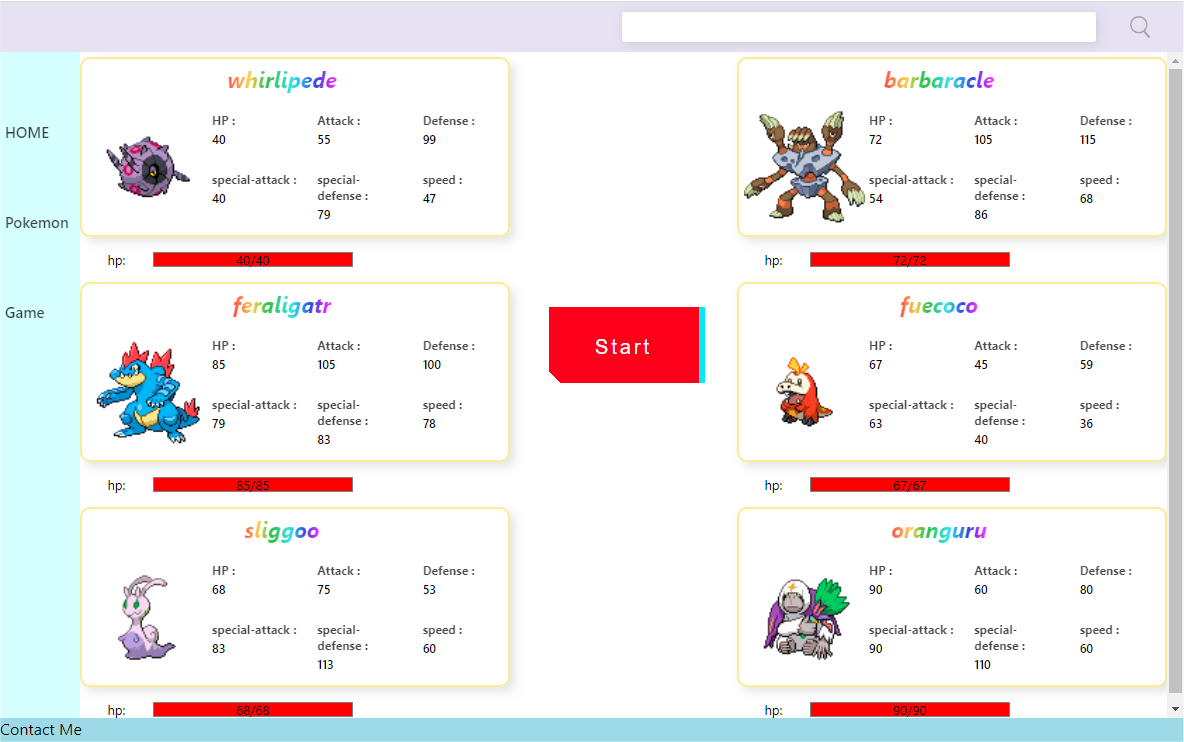 HOME
Pokemon
Game
whirlipede
HP :
40
Attack :
55
Defense :
99
special-attack :
40
special-
defense :
79
speed :
47
hp:
40/40
feraligatr
HP :
85
Attack :
105
Defense :
100
special-attack :
79
special-
defense :
83
speed :
78
hp:
85/85
sliggoo
HP :
68
Attack :
75
Defense :
53
special-attack :
83
special-
defense :
113
speed :
60
hp:
68/68
Start
barbaracle
HP :
72
Attack :
105
Defense :
115
special-attack :
54
special-
defense :
86
speed :
68
hp:
72/72
fuecoco
HP :
67
Attack :
45
Defense :
59
special-attack :
63
special-
defense :
40
speed :
36
hp:
67/67
oranguru
HP :
90
Attack :
60
Defense :
80
special-attack :
90
special-
defense :
110
speed :
60
hp:
90/90
Contact Me